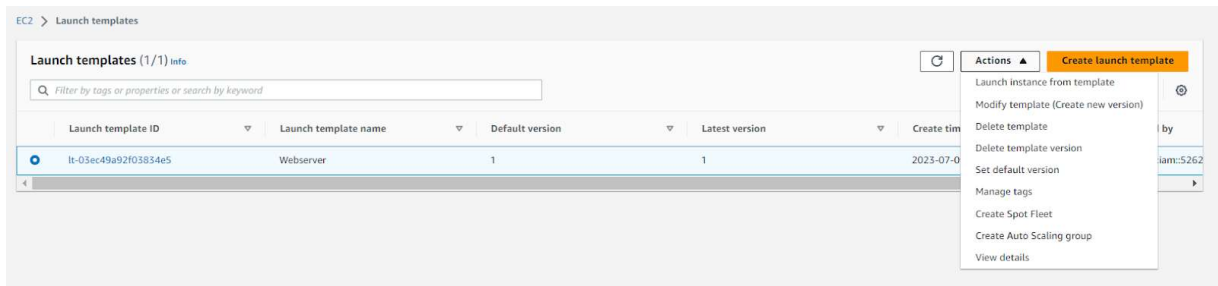 EC2 > Launch templates
Launch templates (1/1) Info
Actions ▲
Create launch template
Filter by tags or properties or search by keyword
Launch instance from template
Modify template (Create new version)
Launch template ID Launch template name Default version Latest version Create tim l by
Delete template
Delete template version
lt-03ec49a92f03834e5 Webserver 1 1 2023-07-0 :iam::5262
Set default version
Manage tags
Create Spot Fleet
Create Auto Scaling group
View details